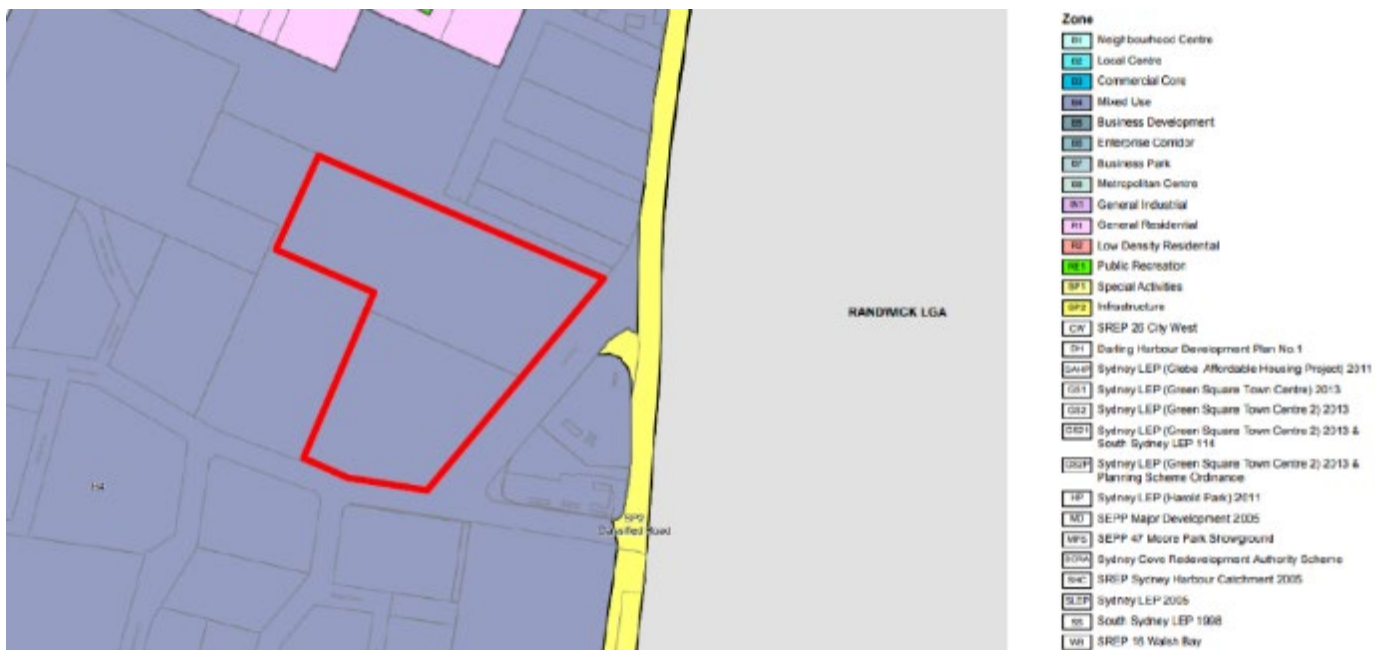 B4
SP2
Classified Road
RANDWICK LGA
Zone
B1 Neighbourhood Centre
B2 Local Centre
B3 Commercial Core
B4 Mixed Use
B5 Business Development
B6 Enterprise Corridor
B7 Business Park
B8 Metropolitan Centre
IN1 General Industrial
R1 General Residential
R2 Low Density Residential
RE1 Public Recreation
SP1 Special Activities
SP2 Infrastructure
CW SREP 26 City West
DH Darling Harbour Development Plan No.1
GAHP Sydney LEP (Glebe Affordable Housing Project) 2011
GS1 Sydney LEP (Green Square Town Centre) 2013
GS2 Sydney LEP (Green Square Town Centre 2) 2013
GS21 Sydney LEP (Green Square Town Centre 2) 2013 &
South Sydney LEP 114
GS2P Sydney LEP (Green Square Town Centre 2) 2013 &
Planning Scheme Ordinance
HP Sydney LEP (Harold Park) 2011
MD SEPP Major Development 2005
MPS SEPP 47 Moore Park Showground
SCRA Sydney Cove Redevelopment Authority Scheme
SHC SREP Sydney Harbour Catchment 2005
SLEP Sydney LEP 2005
SS South Sydney LEP 1998
WB SREP 16 Walsh Bay